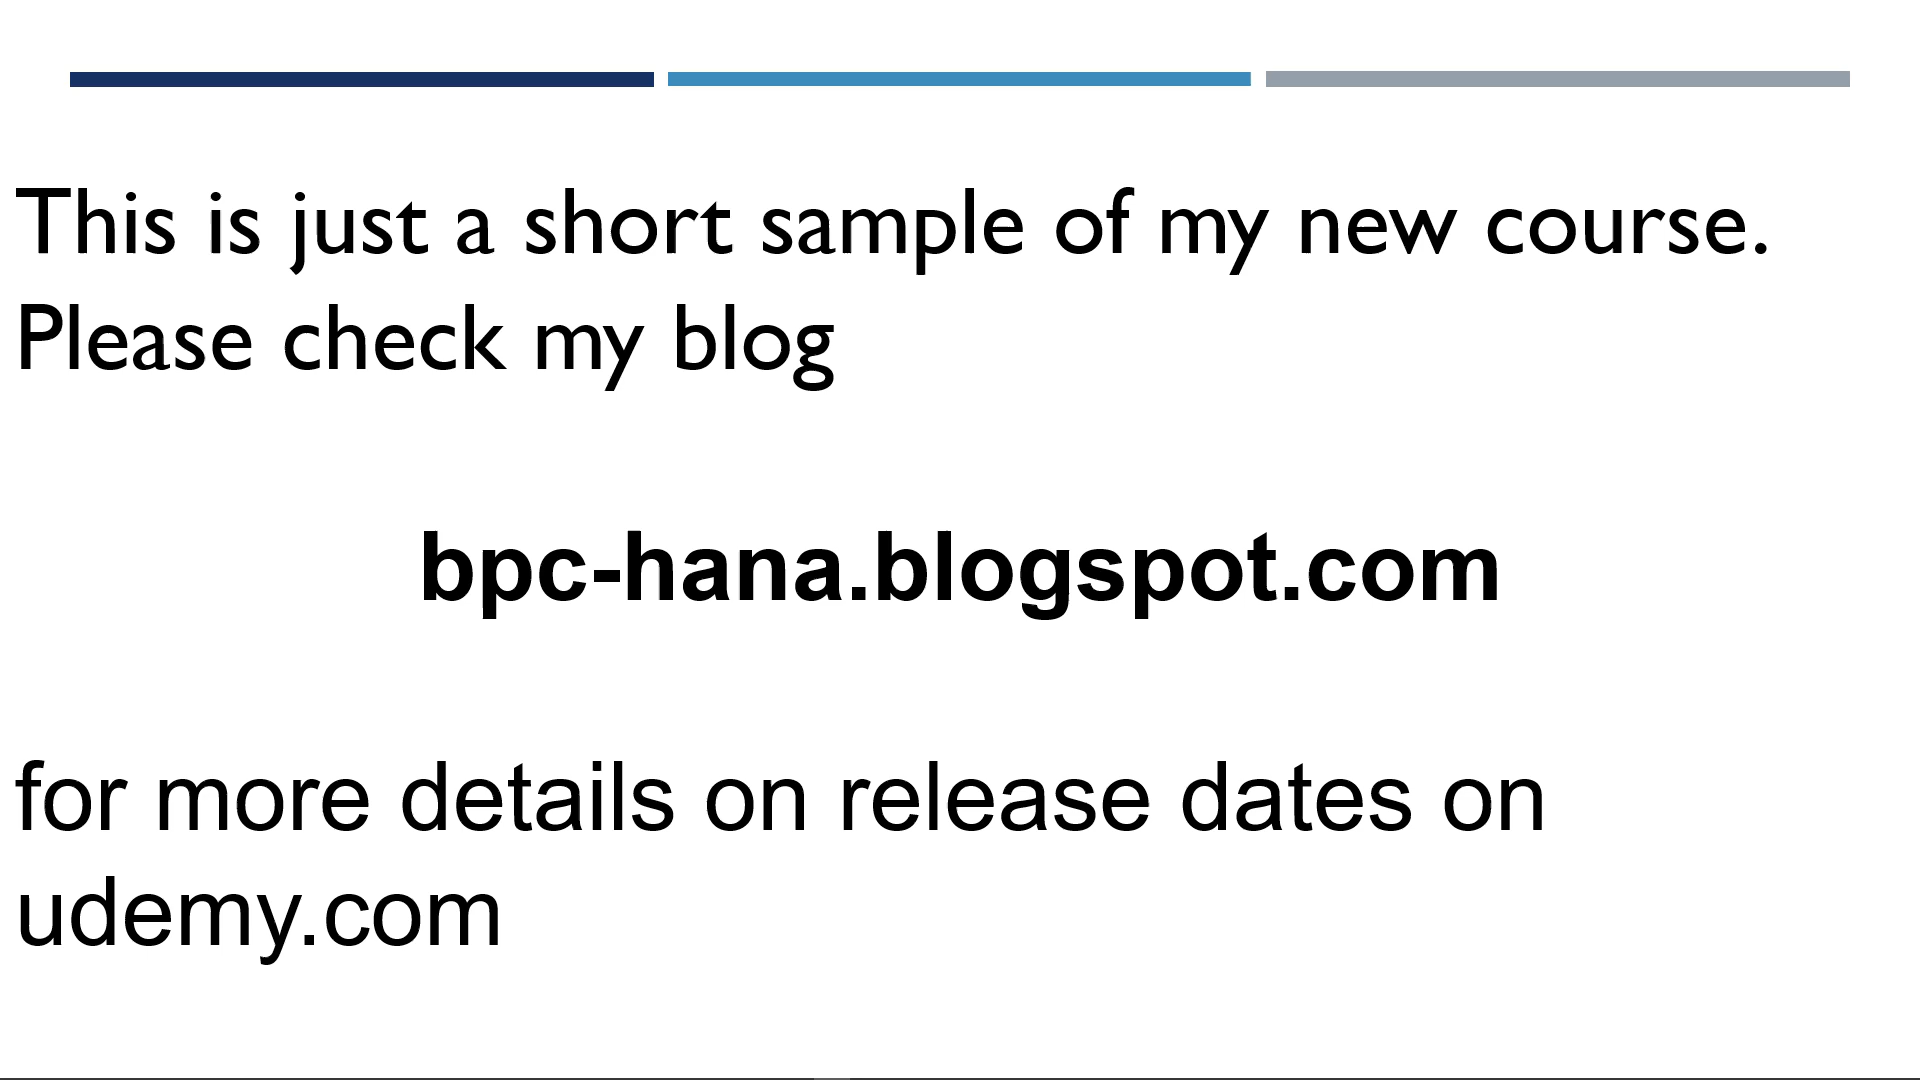 This is just a short sample of my new course.
Please check my blog
bpc-hana.blogspot.com
for more details on release dates on
udemy.com